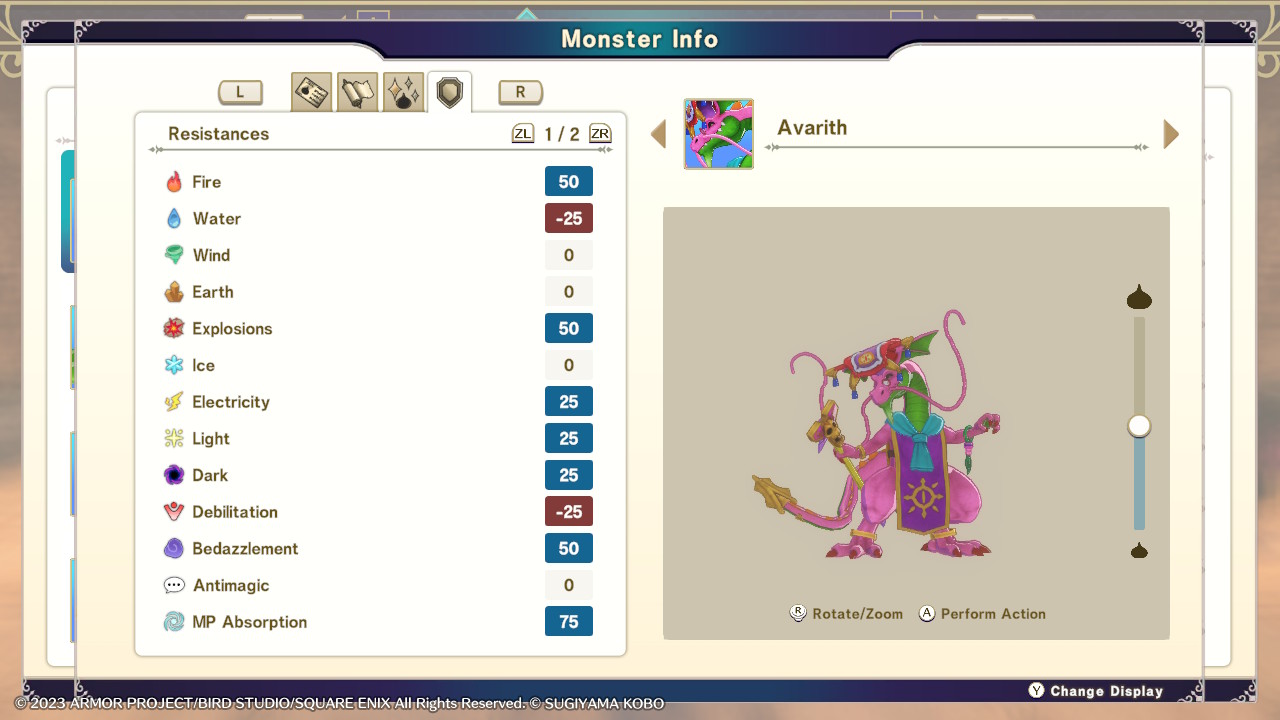 Monster Info
L
R
Resistances
ZL 1 / 2 ZR
Avarith
Fire 50
Water -25
Wind 0
Earth 0
Explosions 50
Ice 0
Electricity 25
Light 25
Dark 25
Debilitation -25
Bedazzlement 50
Antimagic 0
MP Absorption 75
R Rotate/Zoom A Perform Action
Y Change Display
© 2023 ARMOR PROJECT/BIRD STUDIO/SQUARE ENIX All Rights Reserved. © SUGIYAMA KOBO